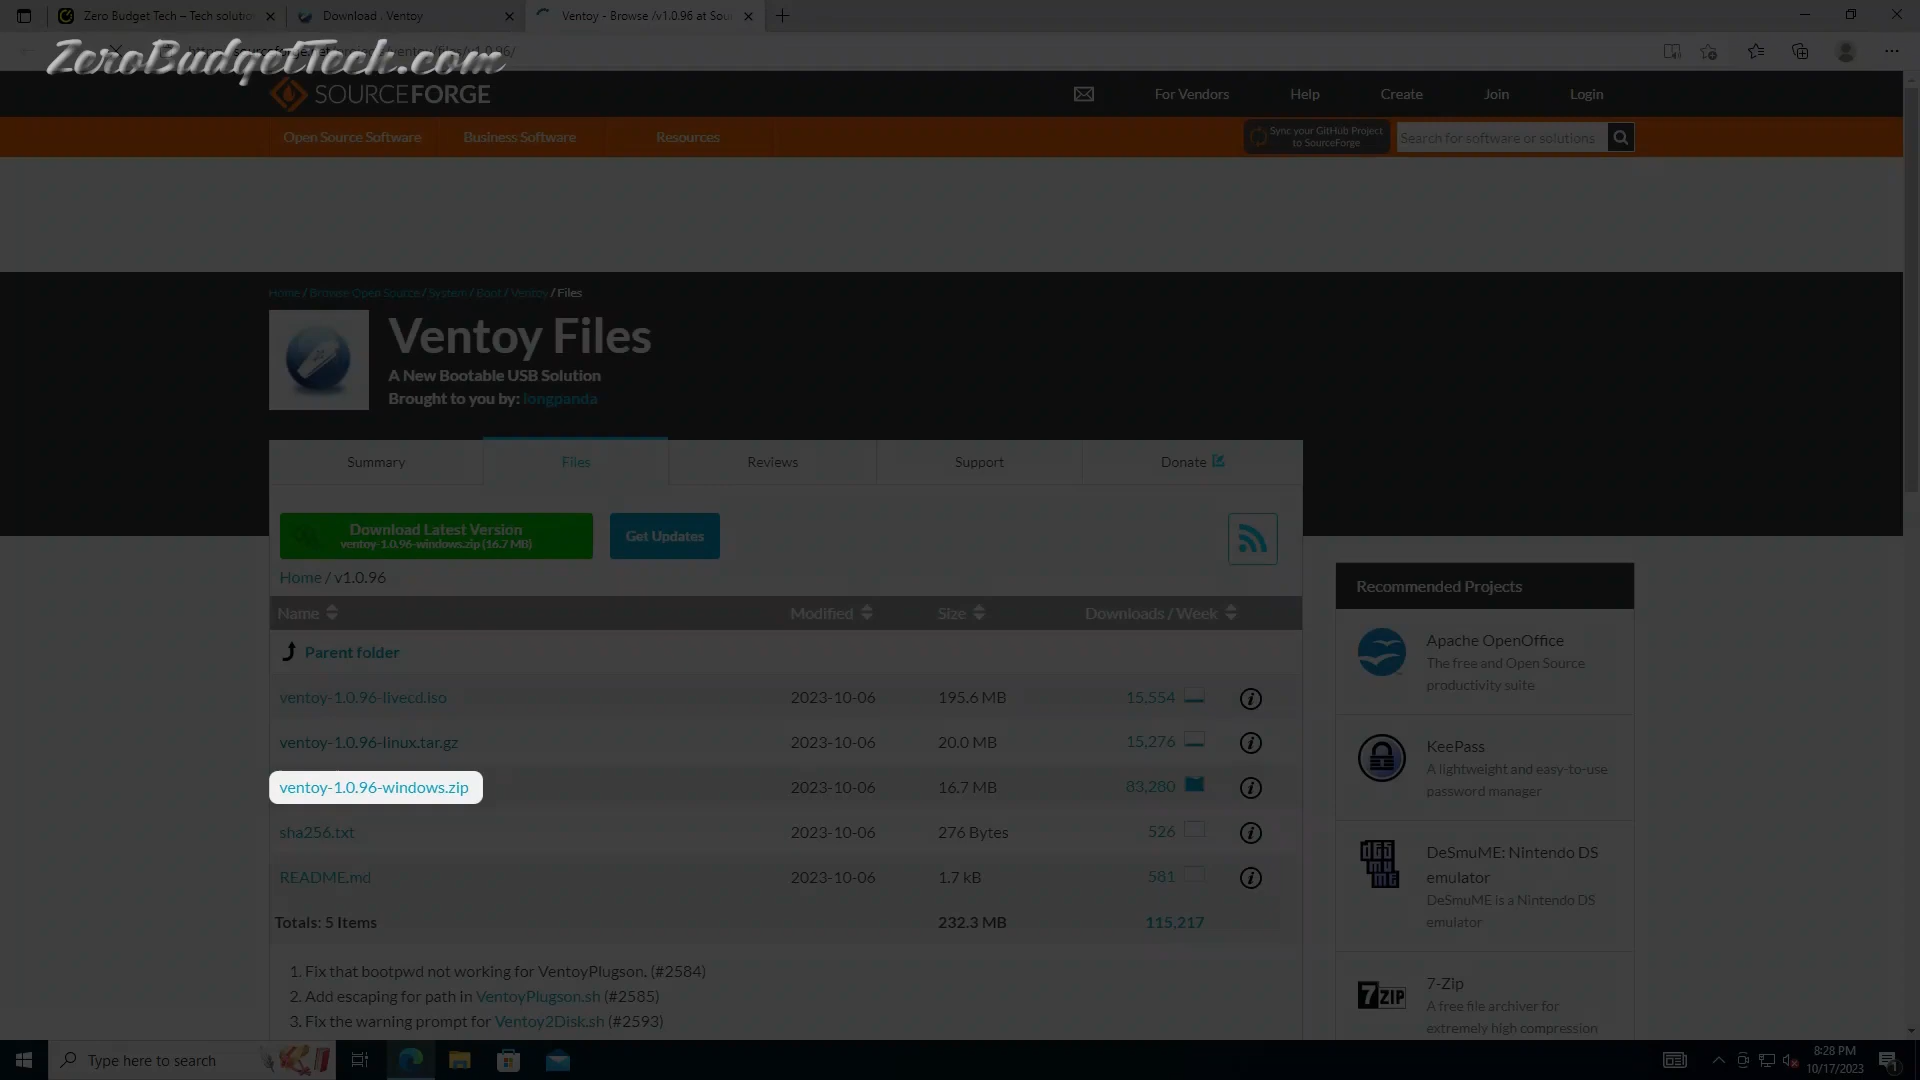 Zero Budget Tech – Tech solutio
Download . Ventoy
Ventoy - Browse /v1.0.96 at Sou
ZeroBudgetTech.com
SOURCEFORGE
For Vendors
Help
Create
Join
Login
Open Source Software
Business Software
Resources
Sync your GitHub Project
to SourceForge
Search for software or solutions
Home / Browse Open Source / System / Boot / Ventoy / Files
Ventoy Files
A New Bootable USB Solution
Brought to you by: longpanda
Summary
Files
Reviews
Support
Donate
Download Latest Version
ventoy-1.0.96-windows.zip (16.7 MB)
Get Updates
Home / v1.0.96
Name Modified Size Downloads / Week
Parent folder
ventoy-1.0.96-livecd.iso 2023-10-06 195.6 MB 15,554
ventoy-1.0.96-linux.tar.gz 2023-10-06 20.0 MB 15,276
ventoy-1.0.96-windows.zip 2023-10-06 16.7 MB 83,280
sha256.txt 2023-10-06 276 Bytes 526
README.md 2023-10-06 1.7 kB 581
Totals: 5 Items 232.3 MB 115,217
1. Fix that bootpwd not working for VentoyPlugson. (#2584)
2. Add escaping for path in VentoyPlugson.sh (#2585)
3. Fix the warning prompt for Ventoy2Disk.sh (#2593)
Recommended Projects
Apache OpenOffice
The free and Open Source
productivity suite
KeePass
A lightweight and easy-to-use
password manager
DeSmuME: Nintendo DS
emulator
DeSmuME is a Nintendo DS
emulator
7-Zip
7ZIP
A free file archiver for
extremely high compression
Type here to search
8:28 PM
10/17/2023
1